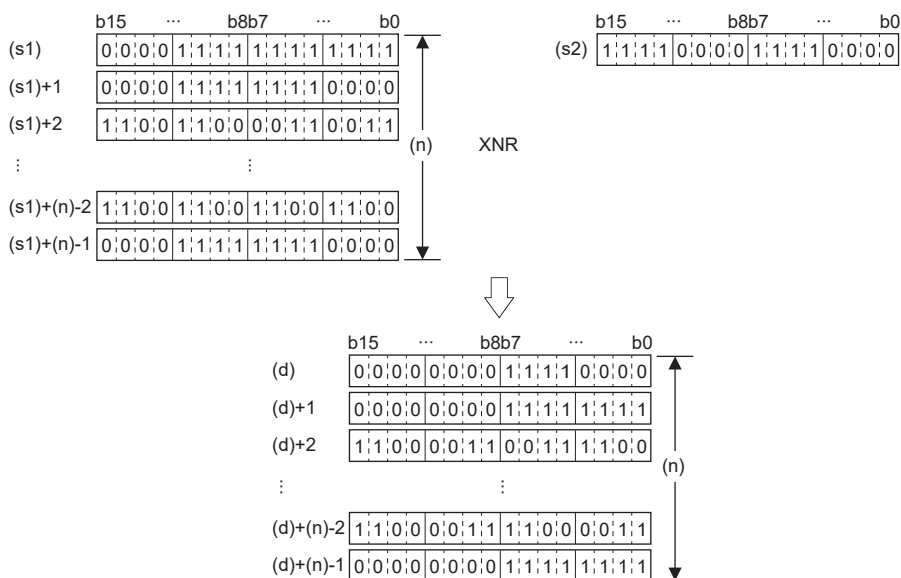 b15 ... b8b7 ... b0
(s1) 0 0 0 0 1 1 1 1 1 1 1 1 1 1 1 1
(s1)+1 0 0 0 0 1 1 1 1 1 1 1 1 0 0 0 0
(s1)+2 1 1 0 0 1 1 0 0 0 0 1 1 0 0 1 1
⋮ ⋮
(s1)+(n)-2 1 1 0 0 1 1 0 0 1 1 0 0 1 1 0 0
(s1)+(n)-1 0 0 0 0 1 1 1 1 1 1 1 1 0 0 0 0
(n)
XNR
b15 ... b8b7 ... b0
(s2) 1 1 1 1 0 0 0 0 1 1 1 1 0 0 0 0
b15 ... b8b7 ... b0
(d) 0 0 0 0 0 0 0 0 1 1 1 1 0 0 0 0
(d)+1 0 0 0 0 0 0 0 0 1 1 1 1 1 1 1 1
(d)+2 1 1 0 0 0 0 1 1 0 0 1 1 1 1 0 0
⋮ ⋮
(d)+(n)-2 1 1 0 0 0 0 1 1 1 1 0 0 0 0 1 1
(d)+(n)-1 0 0 0 0 0 0 0 0 1 1 1 1 1 1 1 1
(n)